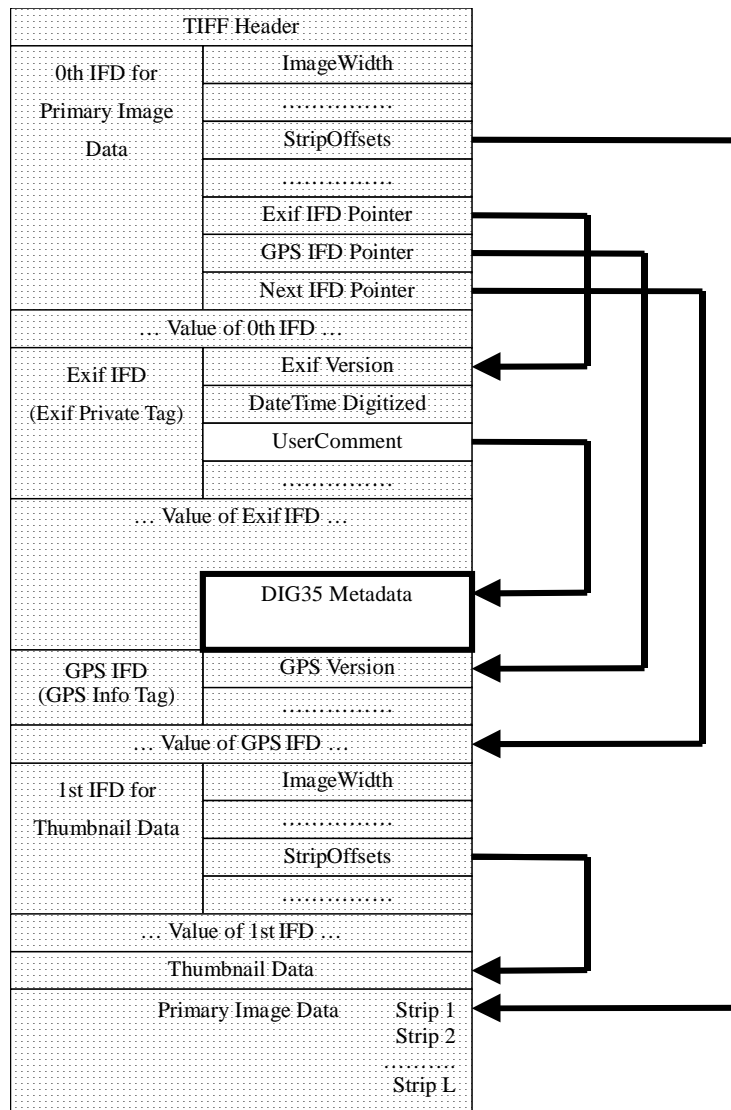 TIFF Header
0th IFD for
Primary Image
Data
ImageWidth
……………
StripOffsets
……………
Exif IFD Pointer
GPS IFD Pointer
Next IFD Pointer
… Value of 0th IFD …
Exif IFD
(Exif Private Tag)
Exif Version
DateTime Digitized
UserComment
……………
… Value of Exif IFD …
DIG35 Metadata
GPS IFD
(GPS Info Tag)
GPS Version
……………
… Value of GPS IFD …
1st IFD for
Thumbnail Data
ImageWidth
……………
StripOffsets
……………
… Value of 1st IFD …
Thumbnail Data
Primary Image Data Strip 1
Strip 2
……….
Strip L